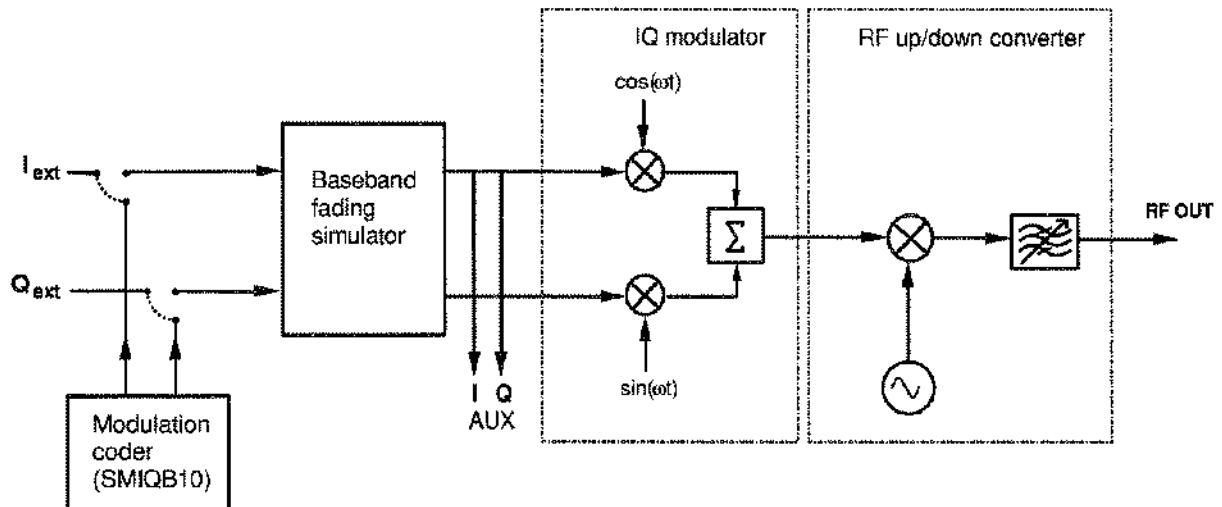 IQ modulator
RF up/down converter
cos(ωt)
I ext
Baseband
fading
simulator
Σ
RF OUT
Q ext
I Q
AUX
sin(ωt)
Modulation
coder
(SMIQB10)